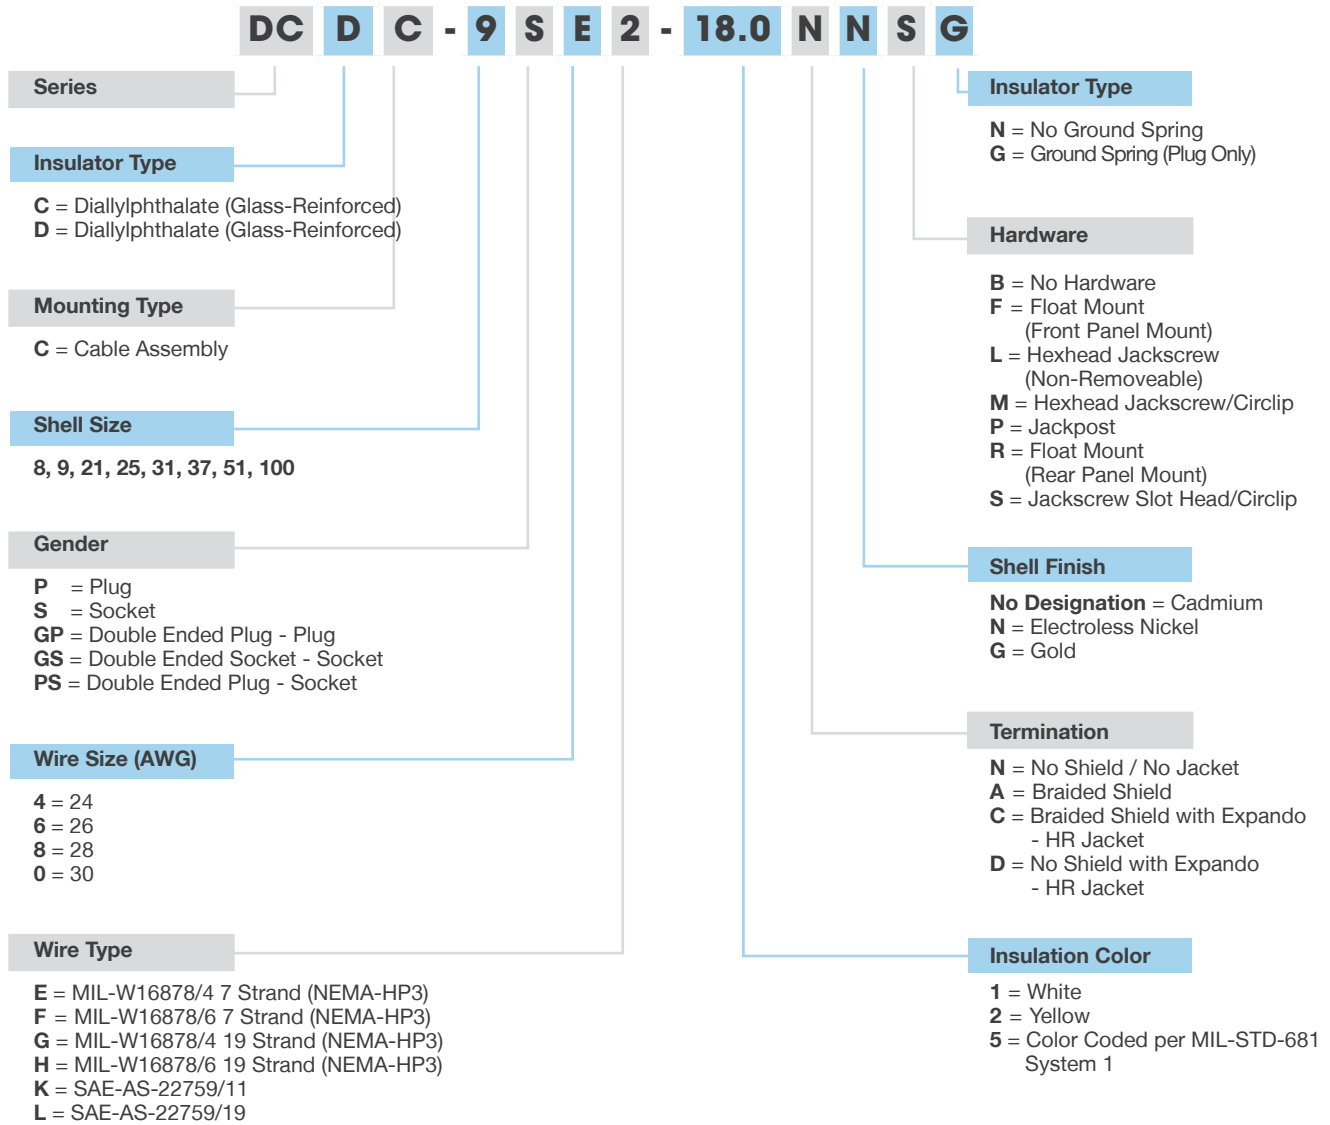 DC D C - 9 S E 2 - 18.0 N N S G
Series
Insulator Type
C = Diallylphthalate (Glass-Reinforced)
D = Diallylphthalate (Glass-Reinforced)
Mounting Type
C = Cable Assembly
Shell Size
8, 9, 21, 25, 31, 37, 51, 100
Gender
P = Plug
S = Socket
GP = Double Ended Plug - Plug
GS = Double Ended Socket - Socket
PS = Double Ended Plug - Socket
Wire Size (AWG)
4 = 24
6 = 26
8 = 28
0 = 30
Wire Type
E = MIL-W16878/4 7 Strand (NEMA-HP3)
F = MIL-W16878/6 7 Strand (NEMA-HP3)
G = MIL-W16878/4 19 Strand (NEMA-HP3)
H = MIL-W16878/6 19 Strand (NEMA-HP3)
K = SAE-AS-22759/11
L = SAE-AS-22759/19
Insulator Type
N = No Ground Spring
G = Ground Spring (Plug Only)
Hardware
B = No Hardware
F = Float Mount
(Front Panel Mount)
L = Hexhead Jackscrew
(Non-Removeable)
M = Hexhead Jackscrew/Circlip
P = Jackpost
R = Float Mount
(Rear Panel Mount)
S = Jackscrew Slot Head/Circlip
Shell Finish
No Designation = Cadmium
N = Electroless Nickel
G = Gold
Termination
N = No Shield / No Jacket
A = Braided Shield
C = Braided Shield with Expando
- HR Jacket
D = No Shield with Expando
- HR Jacket
Insulation Color
1 = White
2 = Yellow
5 = Color Coded per MIL-STD-681
System 1